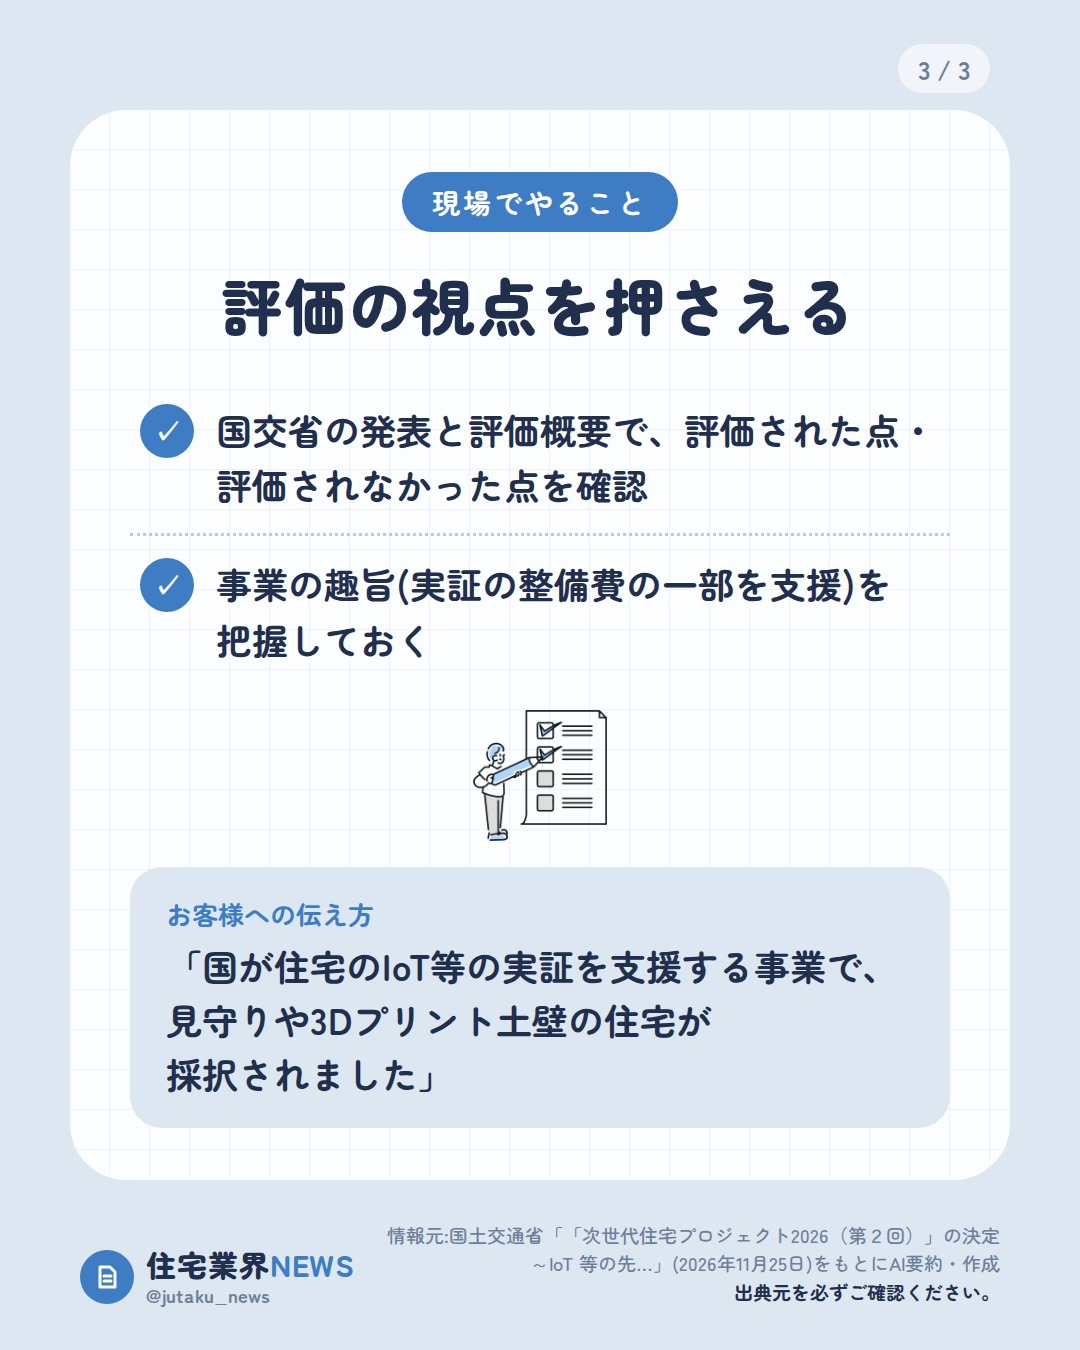 3 / 3
現場でやること
評価の視点を押さえる
国交省の発表と評価概要で、評価された点・
評価されなかった点を確認
事業の趣旨(実証の整備費の一部を支援)を
把握しておく
お客様への伝え方
「国が住宅のIoT等の実証を支援する事業で、
見守りや3Dプリント土壁の住宅が
採択されました」
情報元:国土交通省「「次世代住宅プロジェクト2026（第２回）」の決定
～IoT 等の先…」(2026年11月25日)をもとにAI要約・作成
出典元を必ずご確認ください。
住宅業界NEWS
@jutaku_news